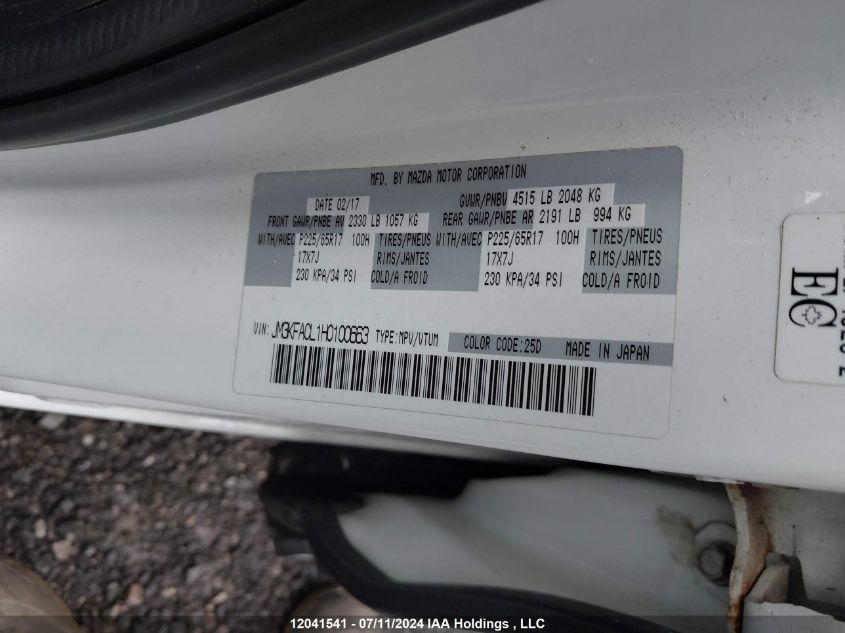 MFD. BY MAZDA MOTOR CORPORATION
DATE 02/17 GVWR/PNBV 4515 LB 2048 KG
FRONT GAWR/PNBE AV 2330 LB 1057 KG REAR GAWR/PNBE AR 2191 LB 994 KG
WITH/AVEC P225/65R17 100H TIRES/PNEUS WITH/AVEC P225/65R17 100H TIRES/PNEUS
17X7J RIMS/JANTES 17X7J RIMS/JANTES
230 KPA/34 PSI COLD/A FROID 230 KPA/34 PSI COLD/A FROID
VIN: JM3KFACL1H0100663 TYPE:MPV/VTUM COLOR CODE:25D MADE IN JAPAN
EC
12041541 - 07/11/2024 IAA Holdings , LLC